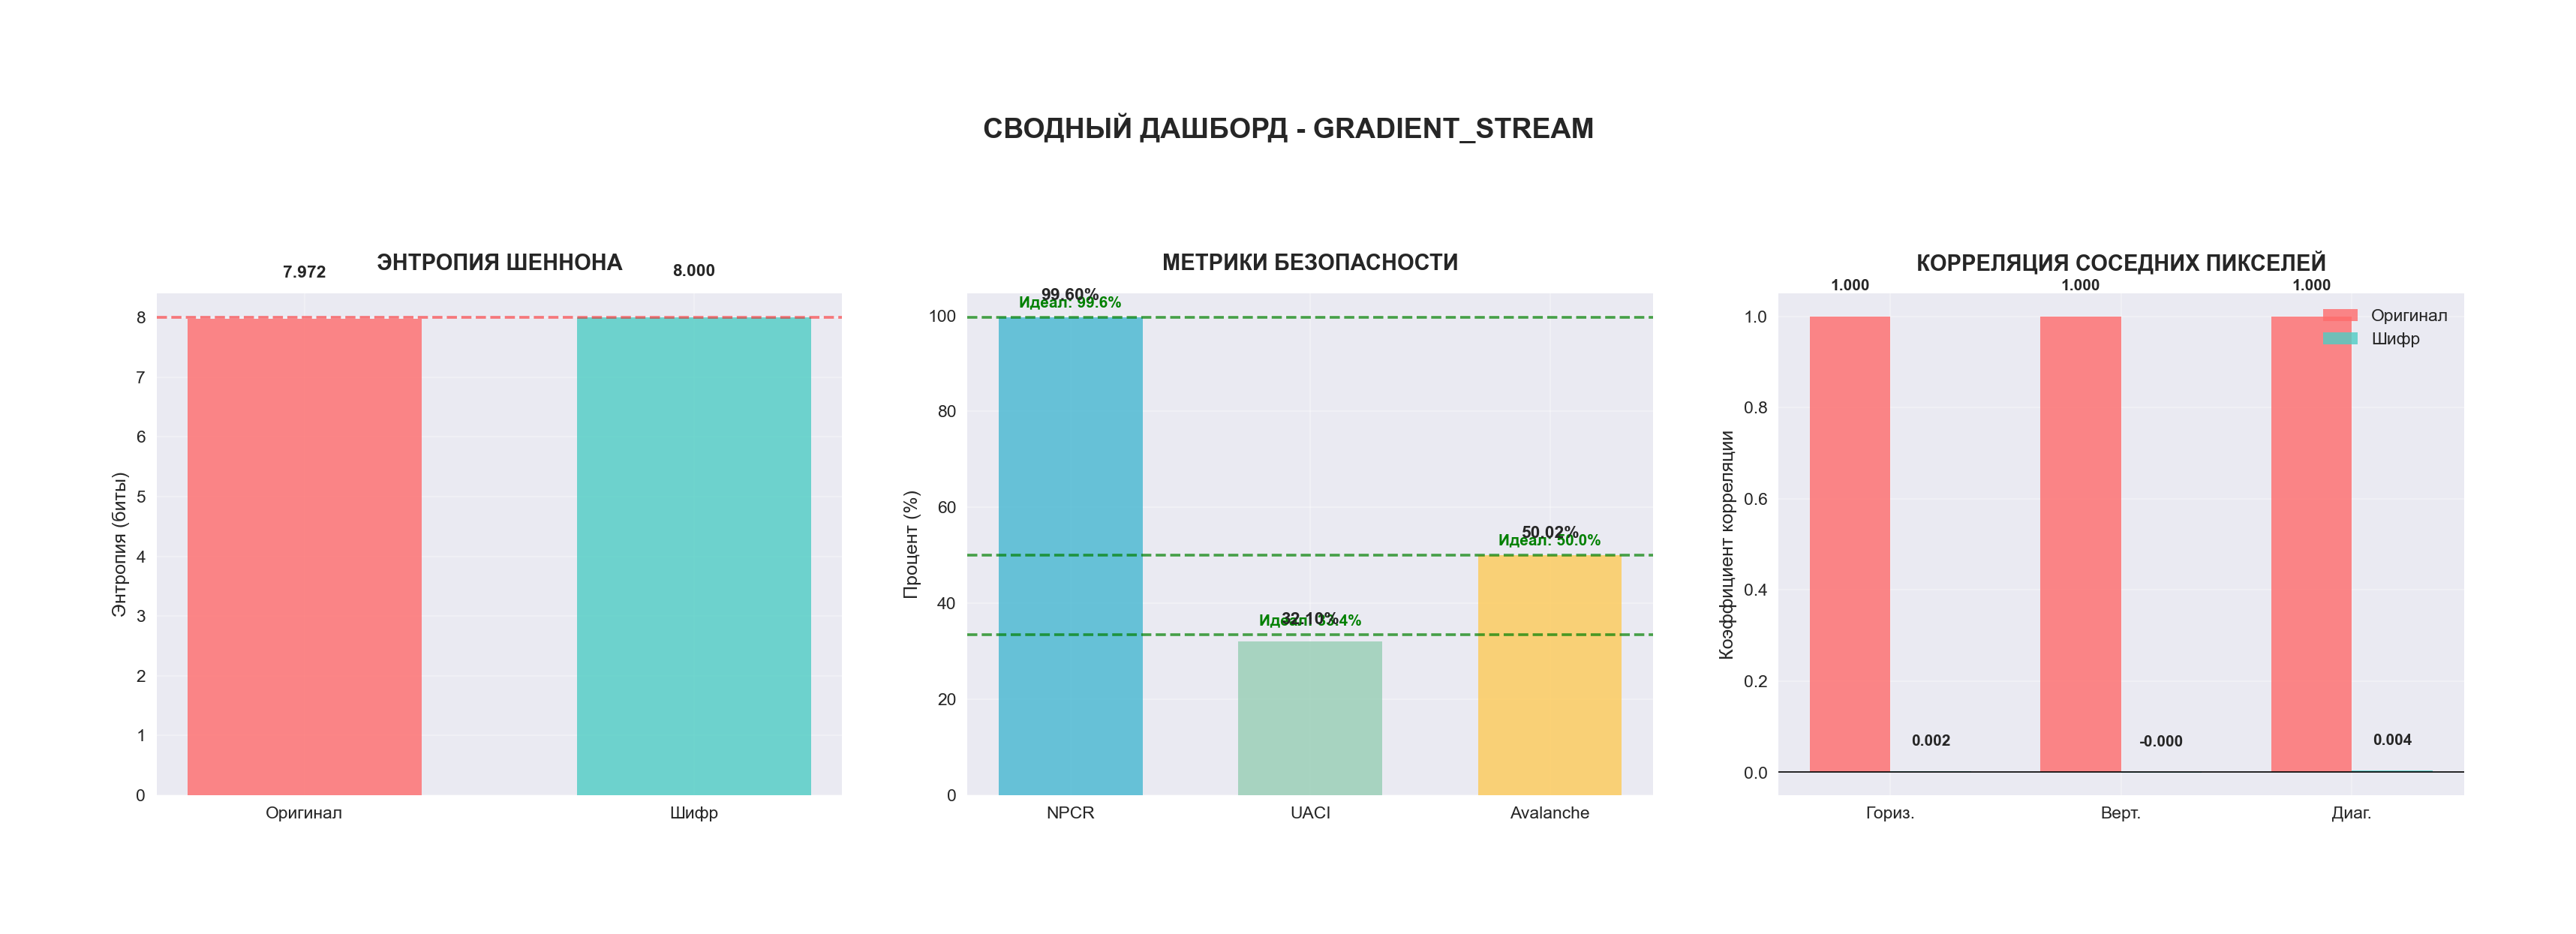 СВОДНЫЙ ДАШБОРД - GRADIENT_STREAM
ЭНТРОПИЯ ШЕННОНА
7.972
8.000
Энтропия (биты)
8
7
6
5
4
3
2
1
0
Оригинал
Шифр
МЕТРИКИ БЕЗОПАСНОСТИ
99.60%
Идеал: 99.6%
50.02%
Идеал: 50.0%
32.10%
Идеал: 33.4%
Процент (%)
100
80
60
40
20
0
NPCR
UACI
Avalanche
КОРРЕЛЯЦИЯ СОСЕДНИХ ПИКСЕЛЕЙ
1.000
1.000
1.000
Оригинал
Шифр
0.002
-0.000
0.004
Коэффициент корреляции
1.0
0.8
0.6
0.4
0.2
0.0
Гориз.
Верт.
Диаг.